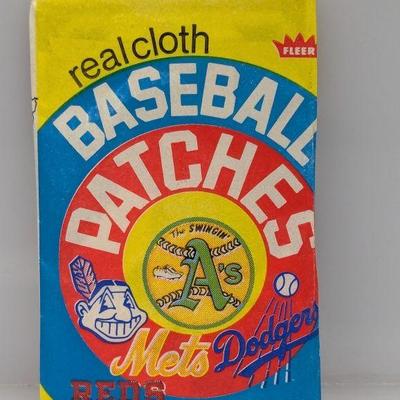 real cloth
FLEER
BASEBALL
PATCHES
The SWINGIN'
A's
Mets
Dodgers
REDS